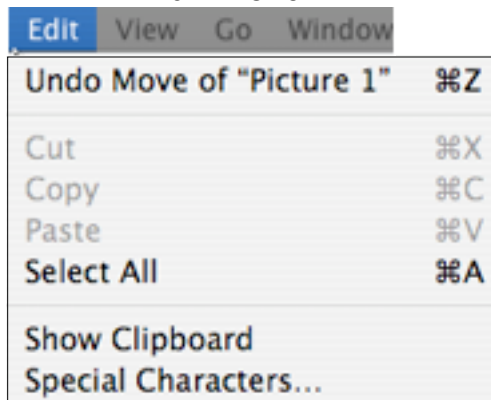 Edit View Go Window
Undo Move of “Picture 1” ⌘Z
Cut ⌘X
Copy ⌘C
Paste ⌘V
Select All ⌘A
Show Clipboard
Special Characters...